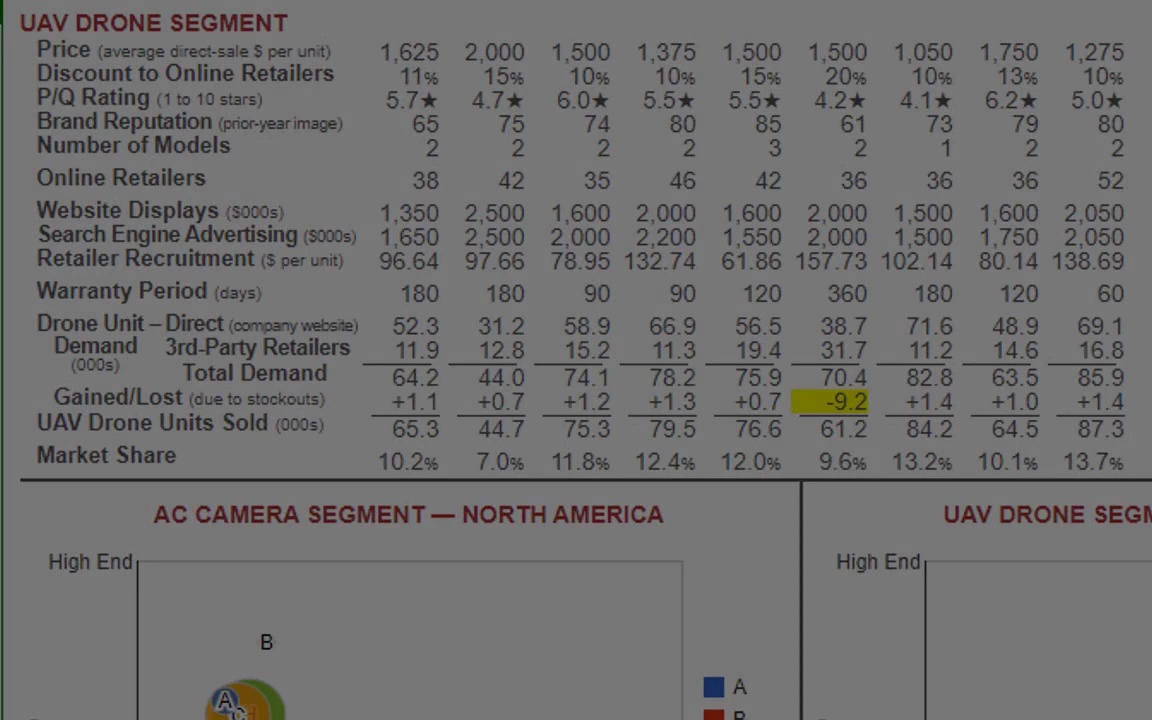 UAV DRONE SEGMENT
Price (average direct-sale $ per unit) 1,625 2,000 1,500 1,375 1,500 1,500 1,050 1,750 1,275
Discount to Online Retailers 11% 15% 10% 10% 15% 20% 10% 13% 10%
P/Q Rating (1 to 10 stars) 5.7★ 4.7★ 6.0★ 5.5★ 5.5★ 4.2★ 4.1★ 6.2★ 5.0★
Brand Reputation (prior-year image) 65 75 74 80 85 61 73 79 80
Number of Models 2 2 2 2 3 2 1 2 2
Online Retailers 38 42 35 46 42 36 36 36 52
Website Displays ($000s) 1,350 2,500 1,600 2,000 1,600 2,000 1,500 1,600 2,050
Search Engine Advertising ($000s) 1,650 2,500 2,000 2,200 1,550 2,000 1,500 1,750 2,050
Retailer Recruitment ($ per unit) 96.64 97.66 78.95 132.74 61.86 157.73 102.14 80.14 138.69
Warranty Period (days) 180 180 90 90 120 360 180 120 60
Drone Unit – Direct (company website) 52.3 31.2 58.9 66.9 56.5 38.7 71.6 48.9 69.1
Demand 3rd-Party Retailers 11.9 12.8 15.2 11.3 19.4 31.7 11.2 14.6 16.8
(000s) Total Demand 64.2 44.0 74.1 78.2 75.9 70.4 82.8 63.5 85.9
Gained/Lost (due to stockouts) +1.1 +0.7 +1.2 +1.3 +0.7 -9.2 +1.4 +1.0 +1.4
UAV Drone Units Sold (000s) 65.3 44.7 75.3 79.5 76.6 61.2 84.2 64.5 87.3
Market Share 10.2% 7.0% 11.8% 12.4% 12.0% 9.6% 13.2% 10.1% 13.7%
AC CAMERA SEGMENT — NORTH AMERICA
High End
B
A
A
UAV DRONE SEGM
High End